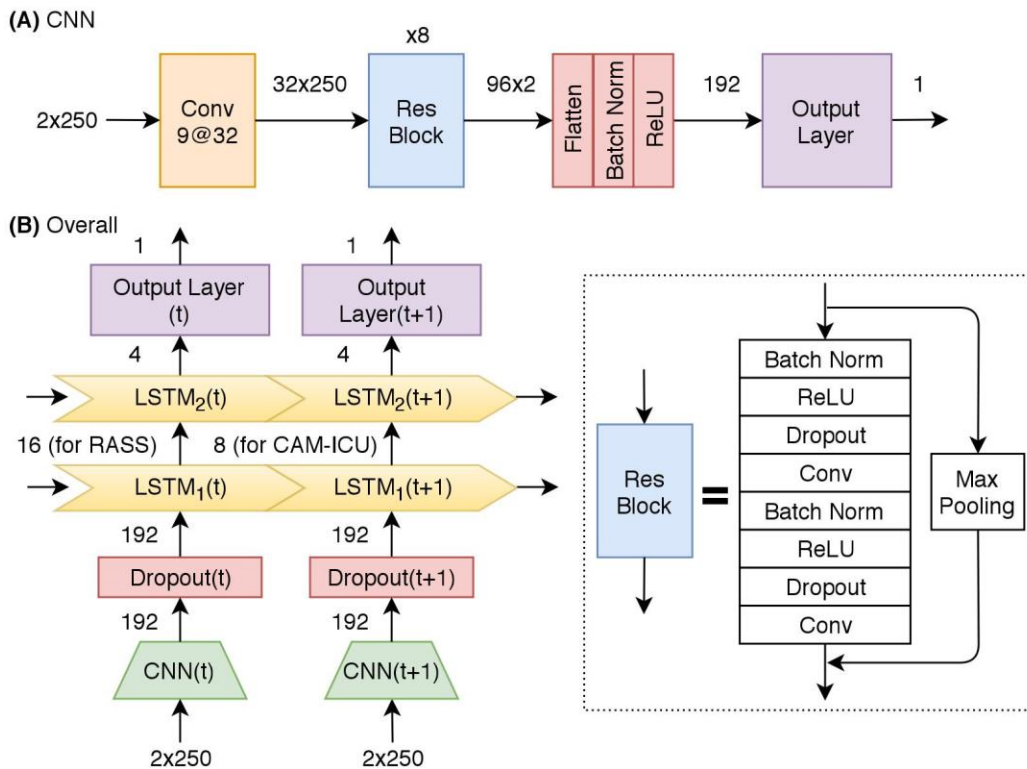 (A) CNN
x8
2x250
Conv
9@32
32x250
Res
Block
96x2
Flatten
Batch Norm
ReLU
192
Output
Layer
1
(B) Overall
1
1
Output Layer
(t)
Output
Layer(t+1)
4
4
LSTM2(t)
LSTM2(t+1)
16 (for RASS)
8 (for CAM-ICU)
LSTM1(t)
LSTM1(t+1)
192
192
Dropout(t)
Dropout(t+1)
192
192
CNN(t)
CNN(t+1)
2x250
2x250
Res
Block
=
Batch Norm
ReLU
Dropout
Conv
Batch Norm
ReLU
Dropout
Conv
Max
Pooling